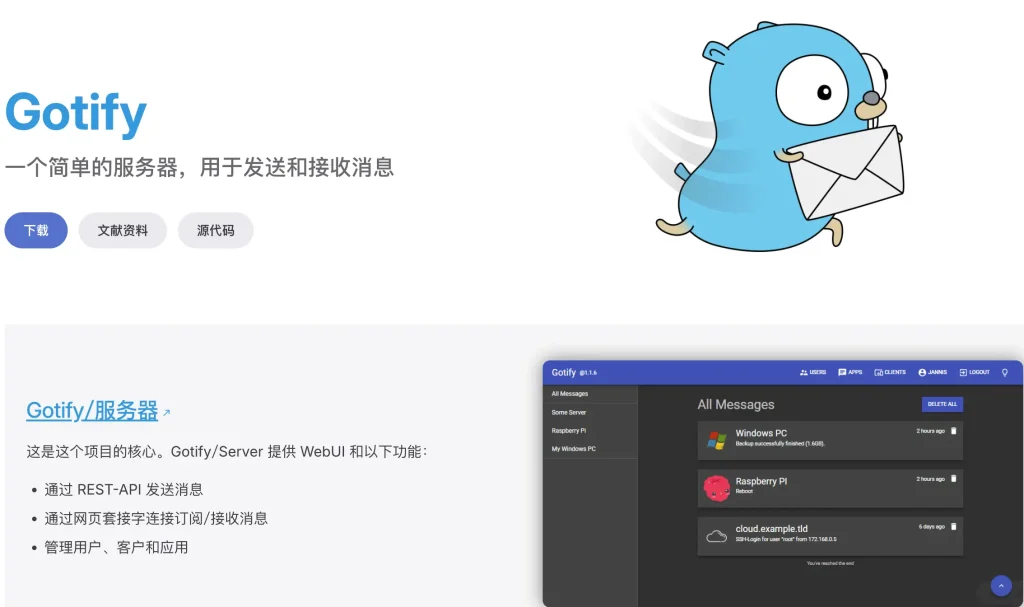 Gotify
一个简单的服务器，用于发送和接收消息
下载 文献资料 源代码
Gotify/服务器
这是这个项目的核心。Gotify/Server 提供 WebUI 和以下功能：
• 通过 REST-API 发送消息
• 通过网页套接字连接订阅/接收消息
• 管理用户、客户和应用
Gotify @1.1.6 USERS APPS CLIENTS JANNIS LOGOUT
All Messages
Some Server
Raspberry PI
My Windows PC
All Messages DELETE ALL
Windows PC 2 hours ago
Backup successfully finished (1.6GB).
Raspberry PI 2 hours ago
Reboot
cloud.example.tld 6 days ago
SSH-Login for user "root" from 172.168.0.5
You've reached the end